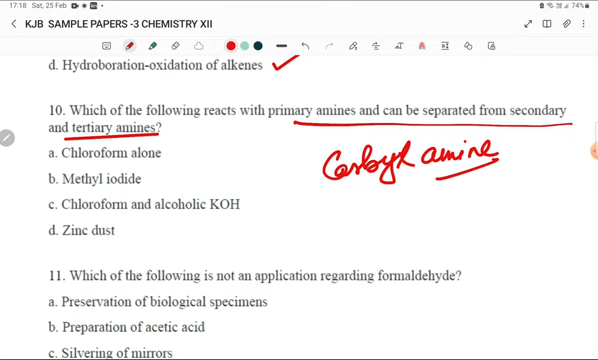 17:18 Sat, 25 Feb
74%
KJB SAMPLE PAPERS -3 CHEMISTRY XII
d. Hydroboration-oxidation of alkenes
10. Which of the following reacts with primary amines and can be separated from secondary
and tertiary amines?
a. Chloroform alone
Carbyl amine
b. Methyl iodide
c. Chloroform and alcoholic KOH
d. Zinc dust
11. Which of the following is not an application regarding formaldehyde?
a. Preservation of biological specimens
b. Preparation of acetic acid
c. Silvering of mirrors